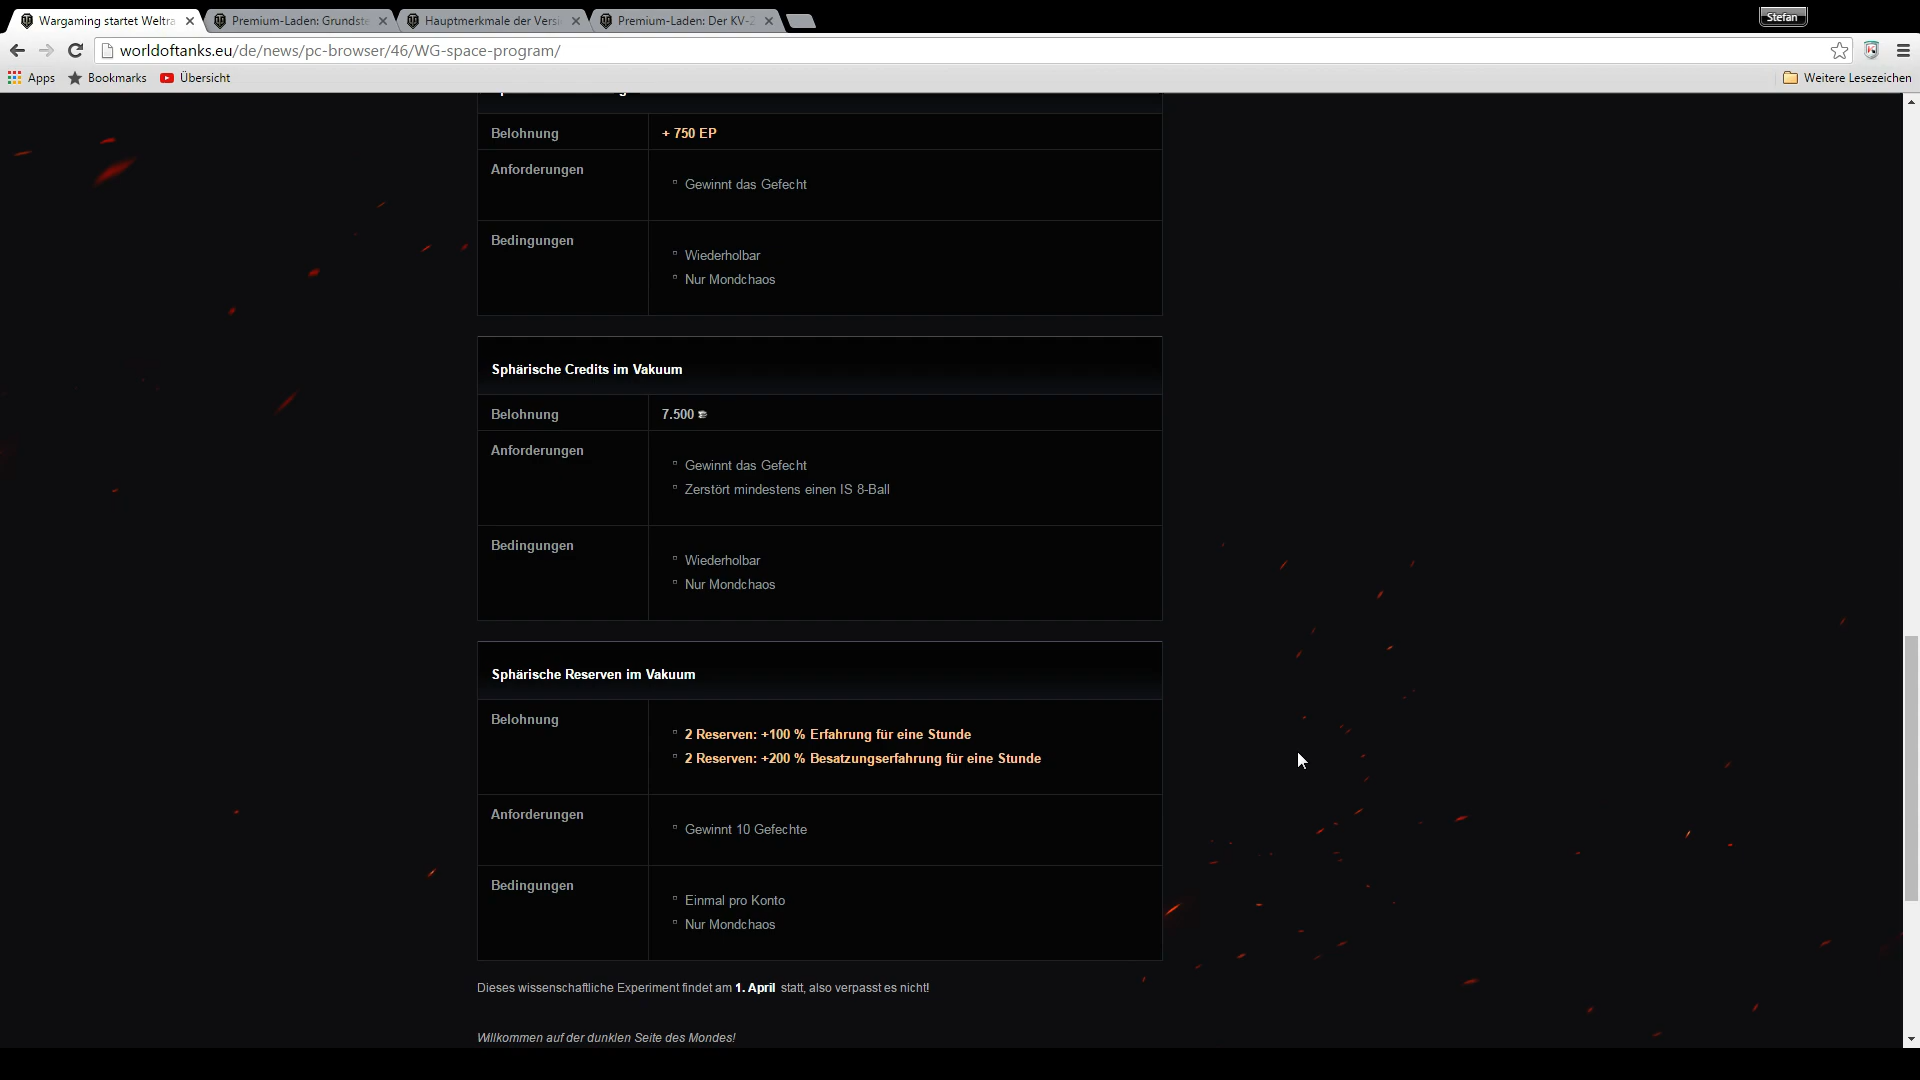 Wargaming startet Weltra
Premium-Laden: Grundste
Hauptmerkmale der Versi
Premium-Laden: Der KV-2
Stefan
worldoftanks.eu/de/news/pc-browser/46/WG-space-program/
Apps
Bookmarks
Übersicht
Weitere Lesezeichen
Belohnung
+ 750 EP
Anforderungen
Gewinnt das Gefecht
Bedingungen
Wiederholbar
Nur Mondchaos
Sphärische Credits im Vakuum
Belohnung
7.500
Anforderungen
Gewinnt das Gefecht
Zerstört mindestens einen IS 8-Ball
Bedingungen
Wiederholbar
Nur Mondchaos
Sphärische Reserven im Vakuum
Belohnung
2 Reserven: +100 % Erfahrung für eine Stunde
2 Reserven: +200 % Besatzungserfahrung für eine Stunde
Anforderungen
Gewinnt 10 Gefechte
Bedingungen
Einmal pro Konto
Nur Mondchaos
Dieses wissenschaftliche Experiment findet am 1. April statt, also verpasst es nicht!
Willkommen auf der dunklen Seite des Mondes!